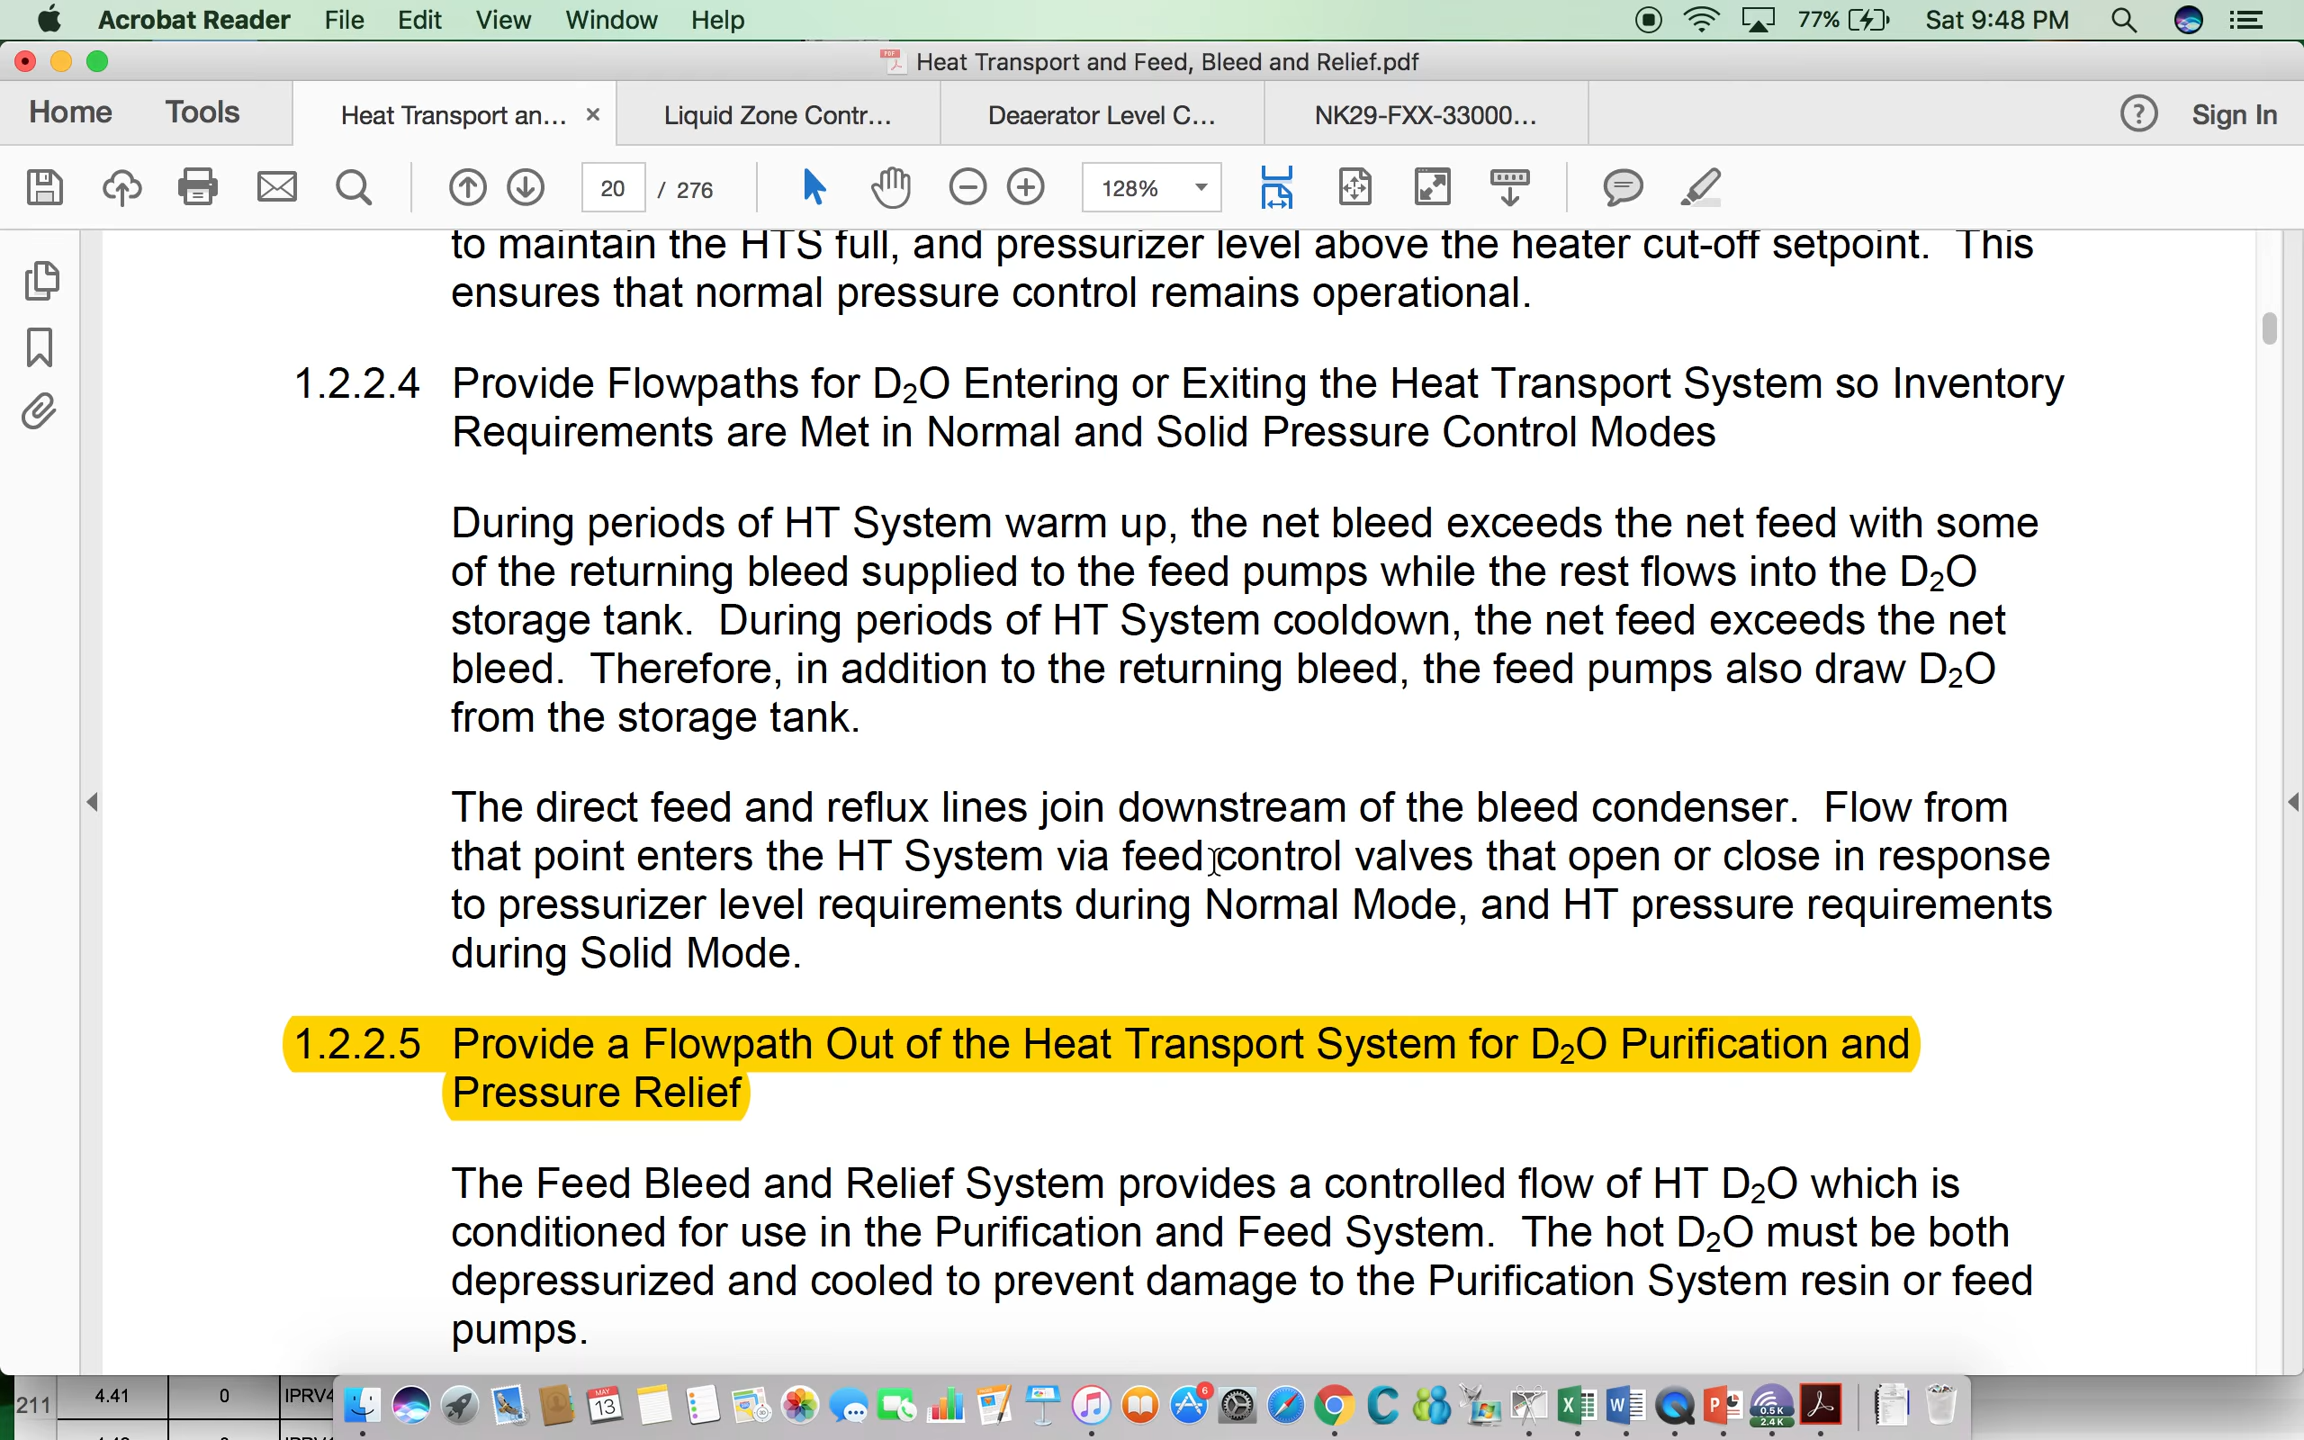 Acrobat Reader File Edit View Window Help 77% Sat 9:48 PM
Heat Transport and Feed, Bleed and Relief.pdf
Home Tools Heat Transport an... × Liquid Zone Contr... Deaerator Level C... NK29-FXX-33000... ? Sign In
20 / 276 128%
to maintain the HTS full, and pressurizer level above the heater cut-off setpoint. This
ensures that normal pressure control remains operational.
1.2.2.4 Provide Flowpaths for D₂O Entering or Exiting the Heat Transport System so Inventory
Requirements are Met in Normal and Solid Pressure Control Modes
During periods of HT System warm up, the net bleed exceeds the net feed with some
of the returning bleed supplied to the feed pumps while the rest flows into the D₂O
storage tank. During periods of HT System cooldown, the net feed exceeds the net
bleed. Therefore, in addition to the returning bleed, the feed pumps also draw D₂O
from the storage tank.
The direct feed and reflux lines join downstream of the bleed condenser. Flow from
that point enters the HT System via feed control valves that open or close in response
to pressurizer level requirements during Normal Mode, and HT pressure requirements
during Solid Mode.
1.2.2.5 Provide a Flowpath Out of the Heat Transport System for D₂O Purification and
Pressure Relief
The Feed Bleed and Relief System provides a controlled flow of HT D₂O which is
conditioned for use in the Purification and Feed System. The hot D₂O must be both
depressurized and cooled to prevent damage to the Purification System resin or feed
pumps.
211 4.41 0 IPRV4
MAY
13
6
0.5 K
2.4 K